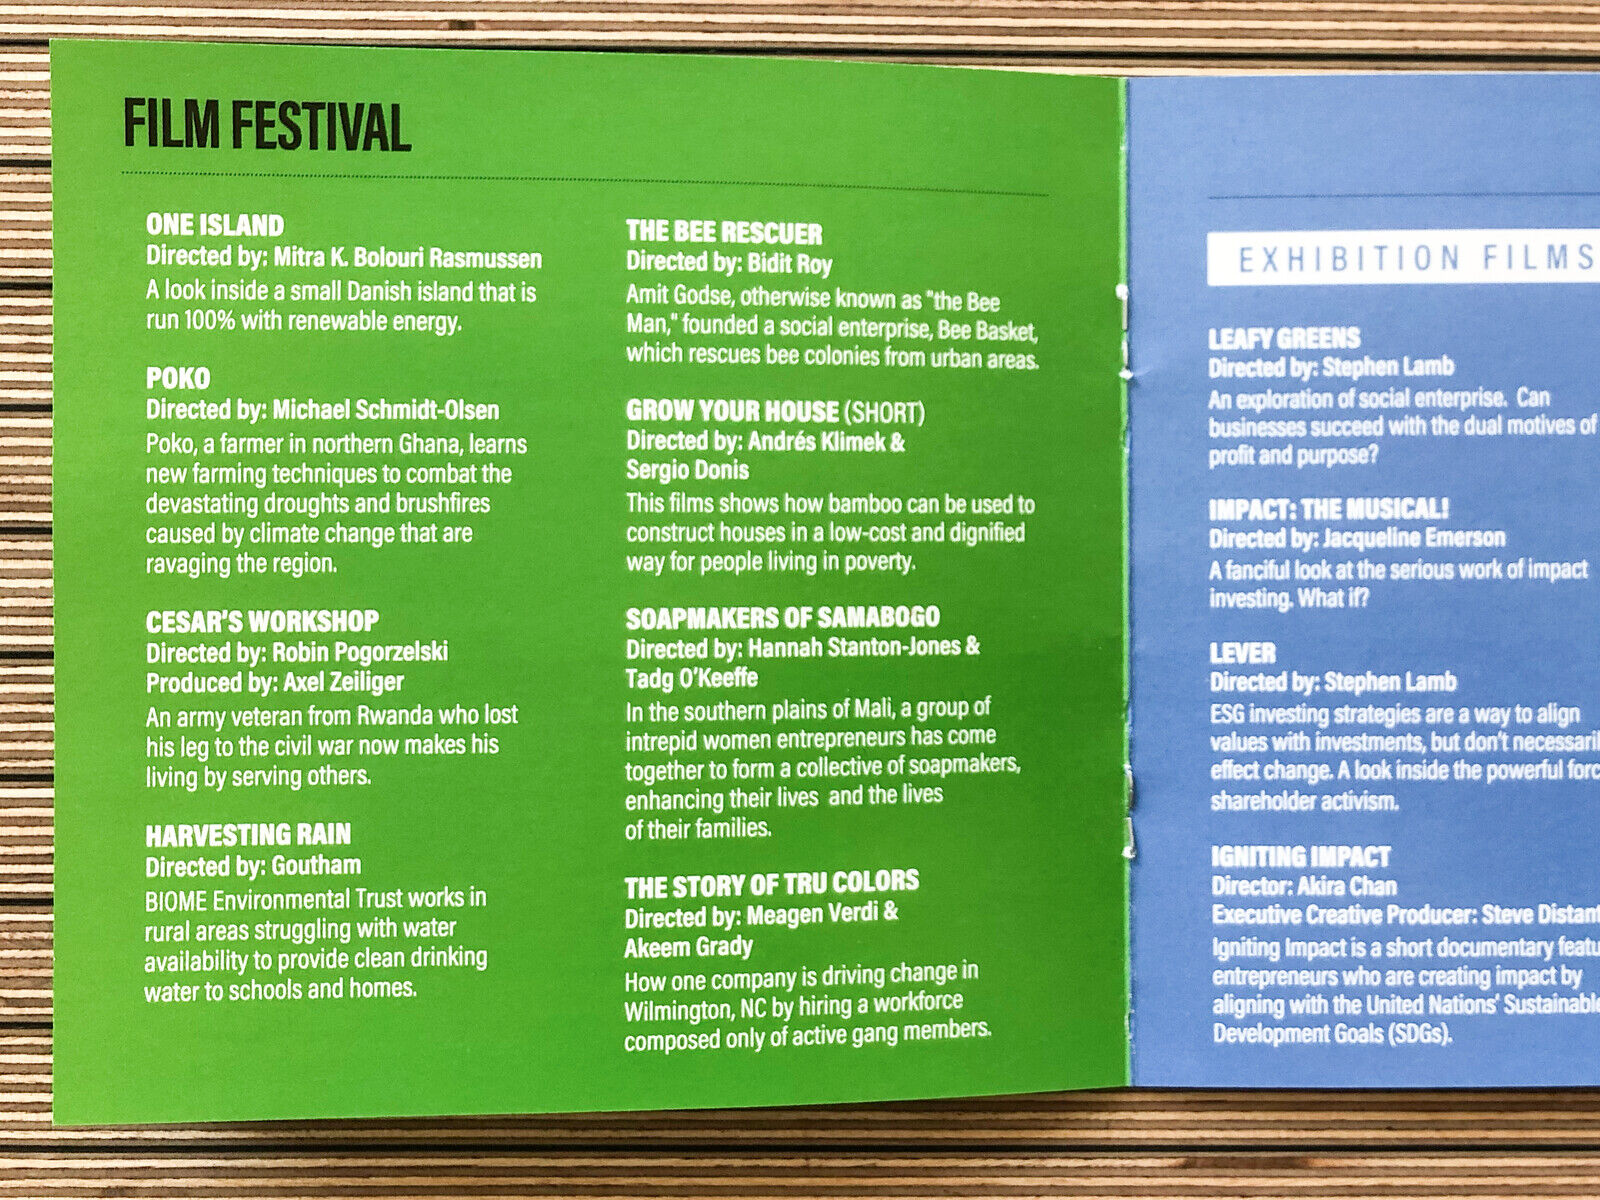 FILM FESTIVAL
ONE ISLAND
Directed by: Mitra K. Bolouri Rasmussen
A look inside a small Danish island that is
run 100% with renewable energy.
POKO
Directed by: Michael Schmidt-Olsen
Poko, a farmer in northern Ghana, learns
new farming techniques to combat the
devastating droughts and brushfires
caused by climate change that are
ravaging the region.
CESAR'S WORKSHOP
Directed by: Robin Pogorzelski
Produced by: Axel Zeiliger
An army veteran from Rwanda who lost
his leg to the civil war now makes his
living by serving others.
HARVESTING RAIN
Directed by: Goutham
BIOME Environmental Trust works in
rural areas struggling with water
availability to provide clean drinking
water to schools and homes.
THE BEE RESCUER
Directed by: Bidit Roy
Amit Godse, otherwise known as "the Bee
Man," founded a social enterprise, Bee Basket,
which rescues bee colonies from urban areas.
GROW YOUR HOUSE (SHORT)
Directed by: Andrés Klimek &
Sergio Donis
This films shows how bamboo can be used to
construct houses in a low-cost and dignified
way for people living in poverty.
SOAPMAKERS OF SAMABOGO
Directed by: Hannah Stanton-Jones &
Tadg O'Keeffe
In the southern plains of Mali, a group of
intrepid women entrepreneurs has come
together to form a collective of soapmakers,
enhancing their lives and the lives
of their families.
THE STORY OF TRU COLORS
Directed by: Meagen Verdi &
Akeem Grady
How one company is driving change in
Wilmington, NC by hiring a workforce
composed only of active gang members.
EXHIBITION FILMS
LEAFY GREENS
Directed by: Stephen Lamb
An exploration of social enterprise. Can
businesses succeed with the dual motives of
profit and purpose?
IMPACT: THE MUSICAL!
Directed by: Jacqueline Emerson
A fanciful look at the serious work of impact
investing. What if?
LEVER
Directed by: Stephen Lamb
ESG investing strategies are a way to align
values with investments, but don't
effect change. A look inside the powerful
shareholder activism.
IGNITING IMPACT
Director: Akira Chan
Executive Creative Producer: Steve Distant
Igniting Impact is a short documentary
entrepreneurs who are creating impact by
aligning with the United Nations' Sustainable
Development Goals (SDGs).